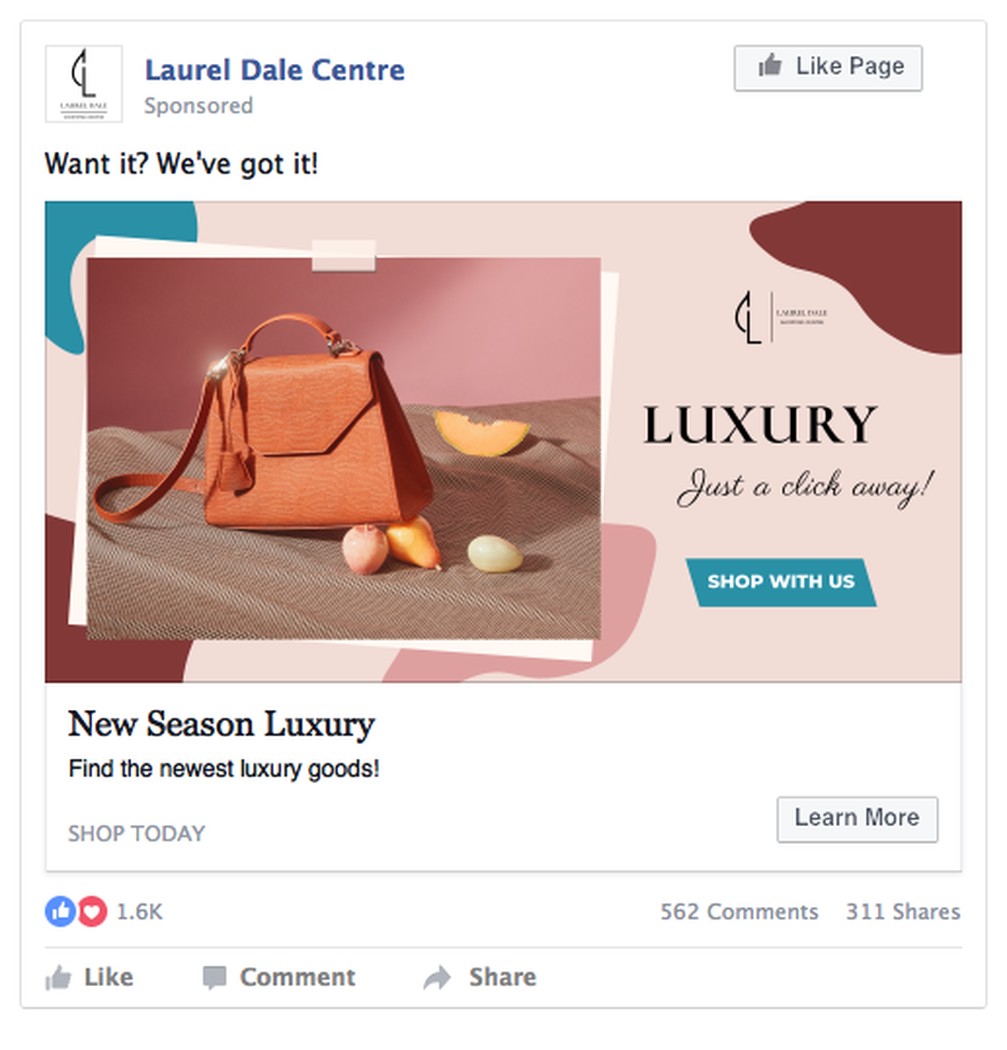 Laurel Dale Centre
Sponsored
Like Page
LAUREL DALE
Want it? We've got it!
LAUREL DALE
LUXURY
Just a click away!
SHOP WITH US
New Season Luxury
Find the newest luxury goods!
SHOP TODAY
Learn More
1.6K
562 Comments 311 Shares
Like Comment Share